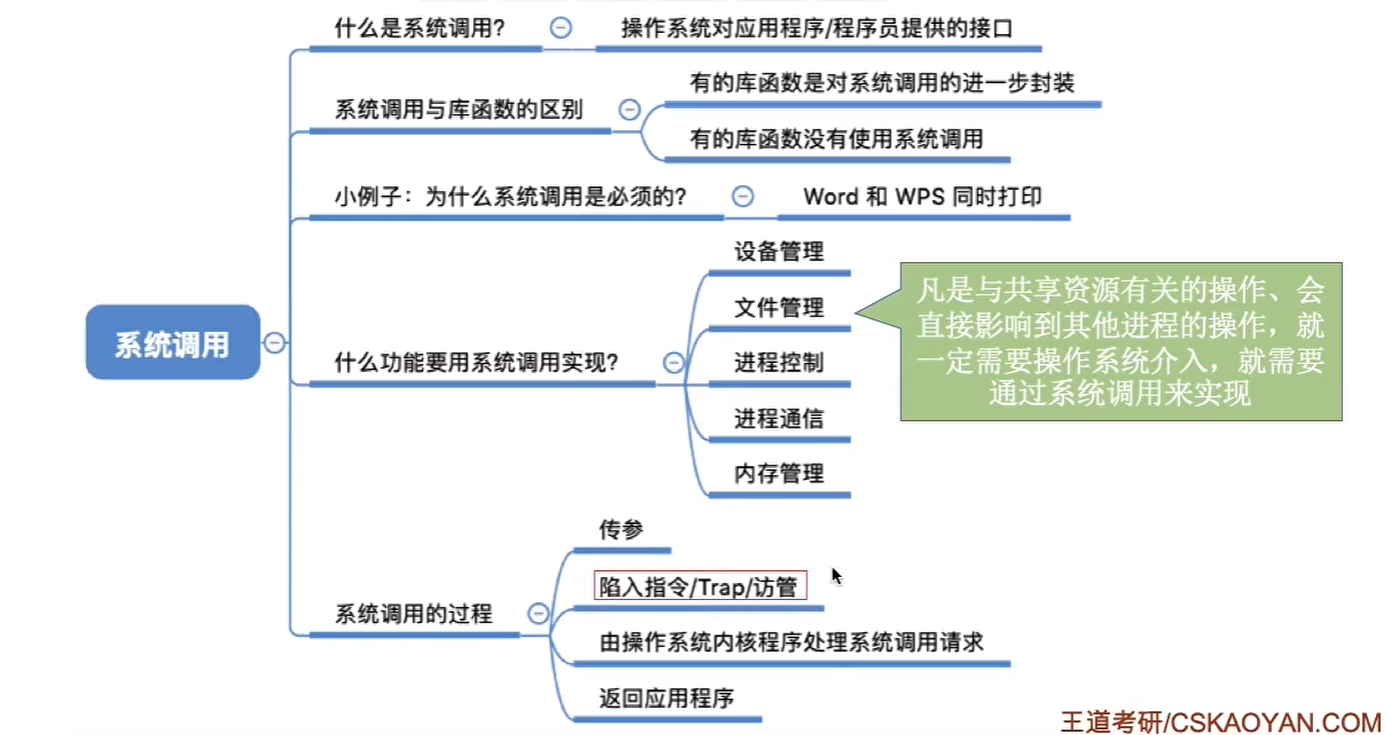 什么是系统调用?
操作系统对应用程序/程序员提供的接口
系统调用与库函数的区别
有的库函数是对系统调用的进一步封装
有的库函数没有使用系统调用
小例子：为什么系统调用是必须的?
Word 和 WPS 同时打印
系统调用
什么功能要用系统调用实现?
设备管理
文件管理
进程控制
进程通信
内存管理
凡是与共享资源有关的操作、会
直接影响到其他进程的操作，就
一定需要操作系统介入，就需要
通过系统调用来实现
系统调用的过程
传参
陷入指令/Trap/访管
由操作系统内核程序处理系统调用请求
返回应用程序
王道考研/CSKAOYAN.COM